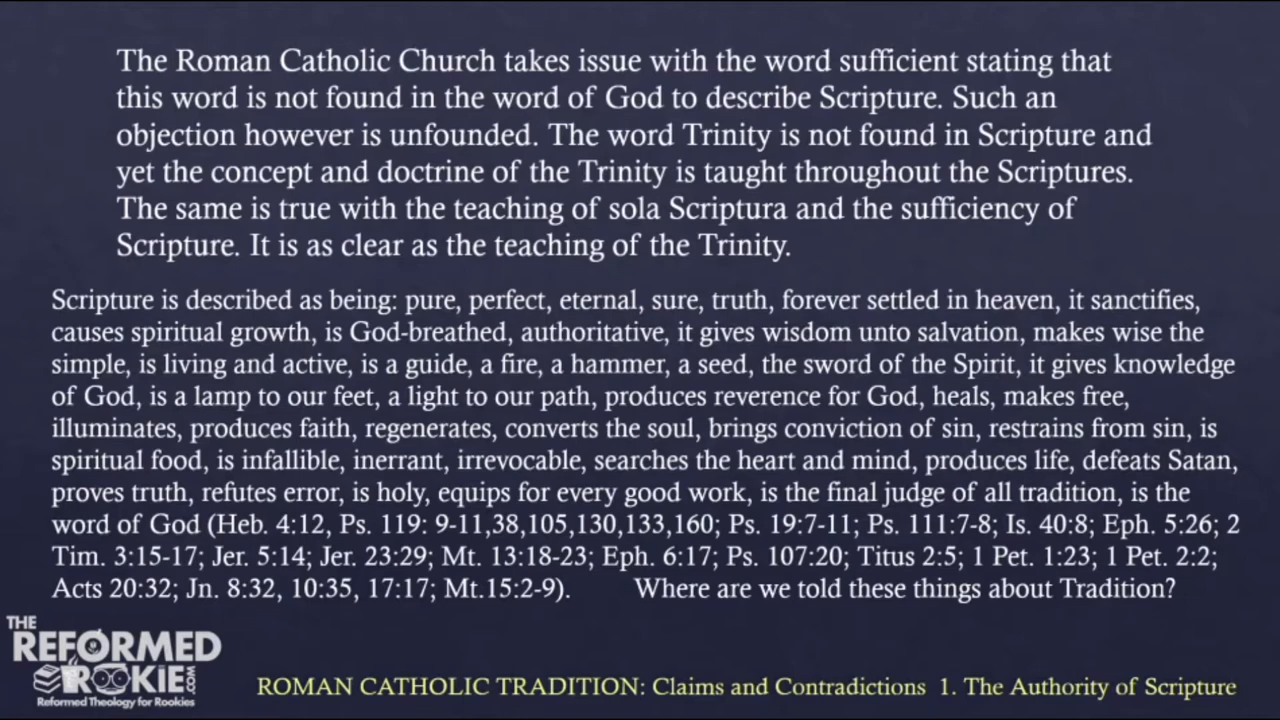 The Roman Catholic Church takes issue with the word sufficient stating that
this word is not found in the word of God to describe Scripture. Such an
objection however is unfounded. The word Trinity is not found in Scripture and
yet the concept and doctrine of the Trinity is taught throughout the Scriptures.
The same is true with the teaching of sola Scriptura and the sufficiency of
Scripture. It is as clear as the teaching of the Trinity.
Scripture is described as being: pure, perfect, eternal, sure, truth, forever settled in heaven, it sanctifies,
causes spiritual growth, is God-breathed, authoritative, it gives wisdom unto salvation, makes wise the
simple, is living and active, is a guide, a fire, a hammer, a seed, the sword of the Spirit, it gives knowledge
of God, is a lamp to our feet, a light to our path, produces reverence for God, heals, makes free,
illuminates, produces faith, regenerates, converts the soul, brings conviction of sin, restrains from sin, is
spiritual food, is infallible, inerrant, irrevocable, searches the heart and mind, produces life, defeats Satan,
proves truth, refutes error, is holy, equips for every good work, is the final judge of all tradition, is the
word of God (Heb. 4:12, Ps. 119: 9-11,38,105,130,133,160; Ps. 19:7-11; Ps. 111:7-8; Is. 40:8; Eph. 5:26; 2
Tim. 3:15-17; Jer. 5:14; Jer. 23:29; Mt. 13:18-23; Eph. 6:17; Ps. 107:20; Titus 2:5; 1 Pet. 1:23; 1 Pet. 2:2;
Acts 20:32; Jn. 8:32, 10:35, 17:17; Mt.15:2-9). Where are we told these things about Tradition?
THE
REFORMED
ROOKIE.COM
Reformed Theology for Rookies
ROMAN CATHOLIC TRADITION: Claims and Contradictions 1. The Authority of Scripture